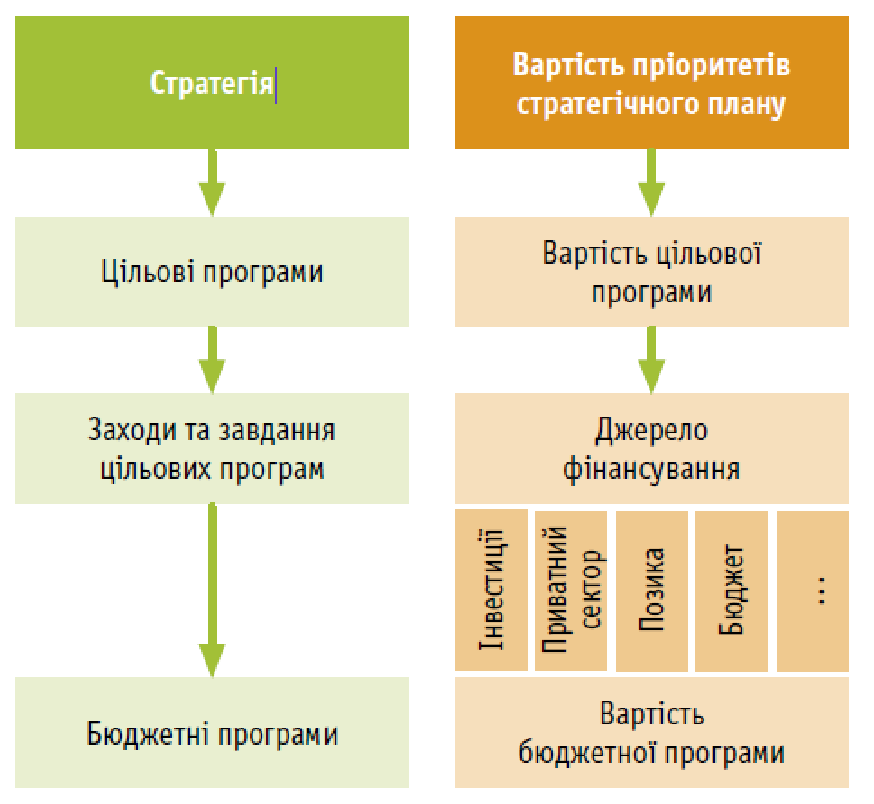 Стратегія
Вартість пріоритетів
стратегічного плану
Цільові програми
Вартість цільової
програми
Заходи та завдання
цільових програм
Джерело
фінансування
Інвестиції
Приватний
сектор
Позика
Бюджет
...
Бюджетні програми
Вартість
бюджетної програми